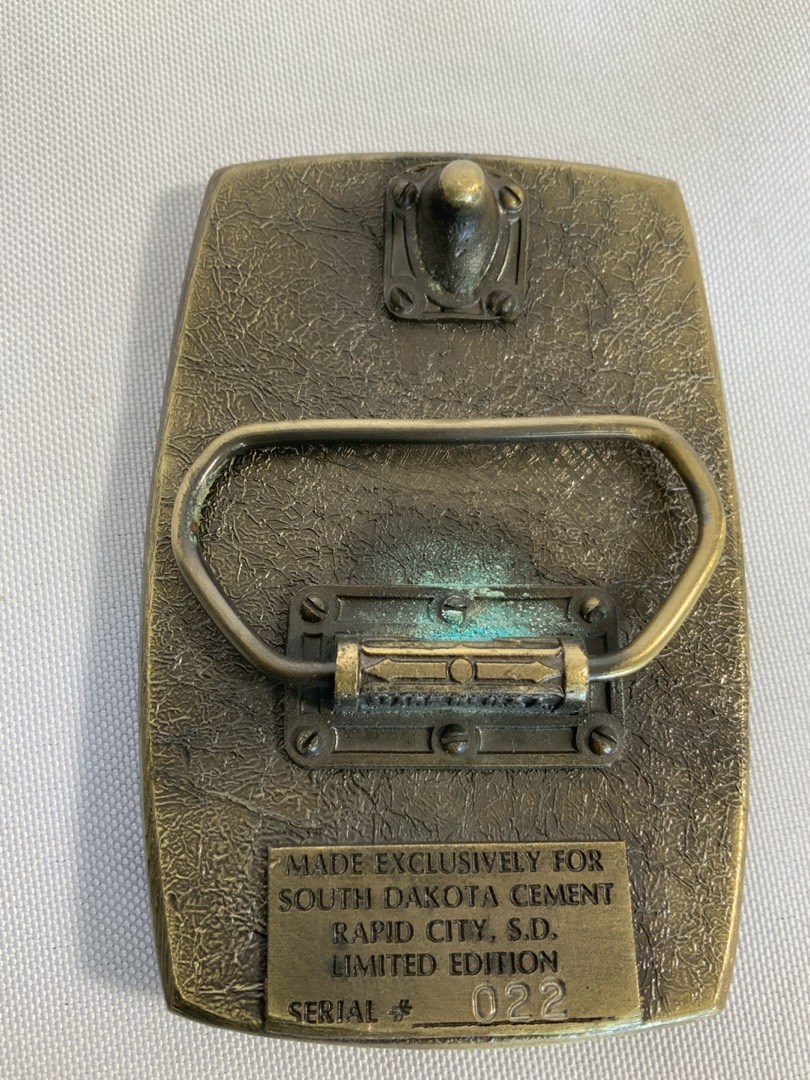 MADE EXCLUSIVELY FOR
SOUTH DAKOTA CEMENT
RAPID CITY, S.D.
LIMITED EDITION
SERIAL # 022